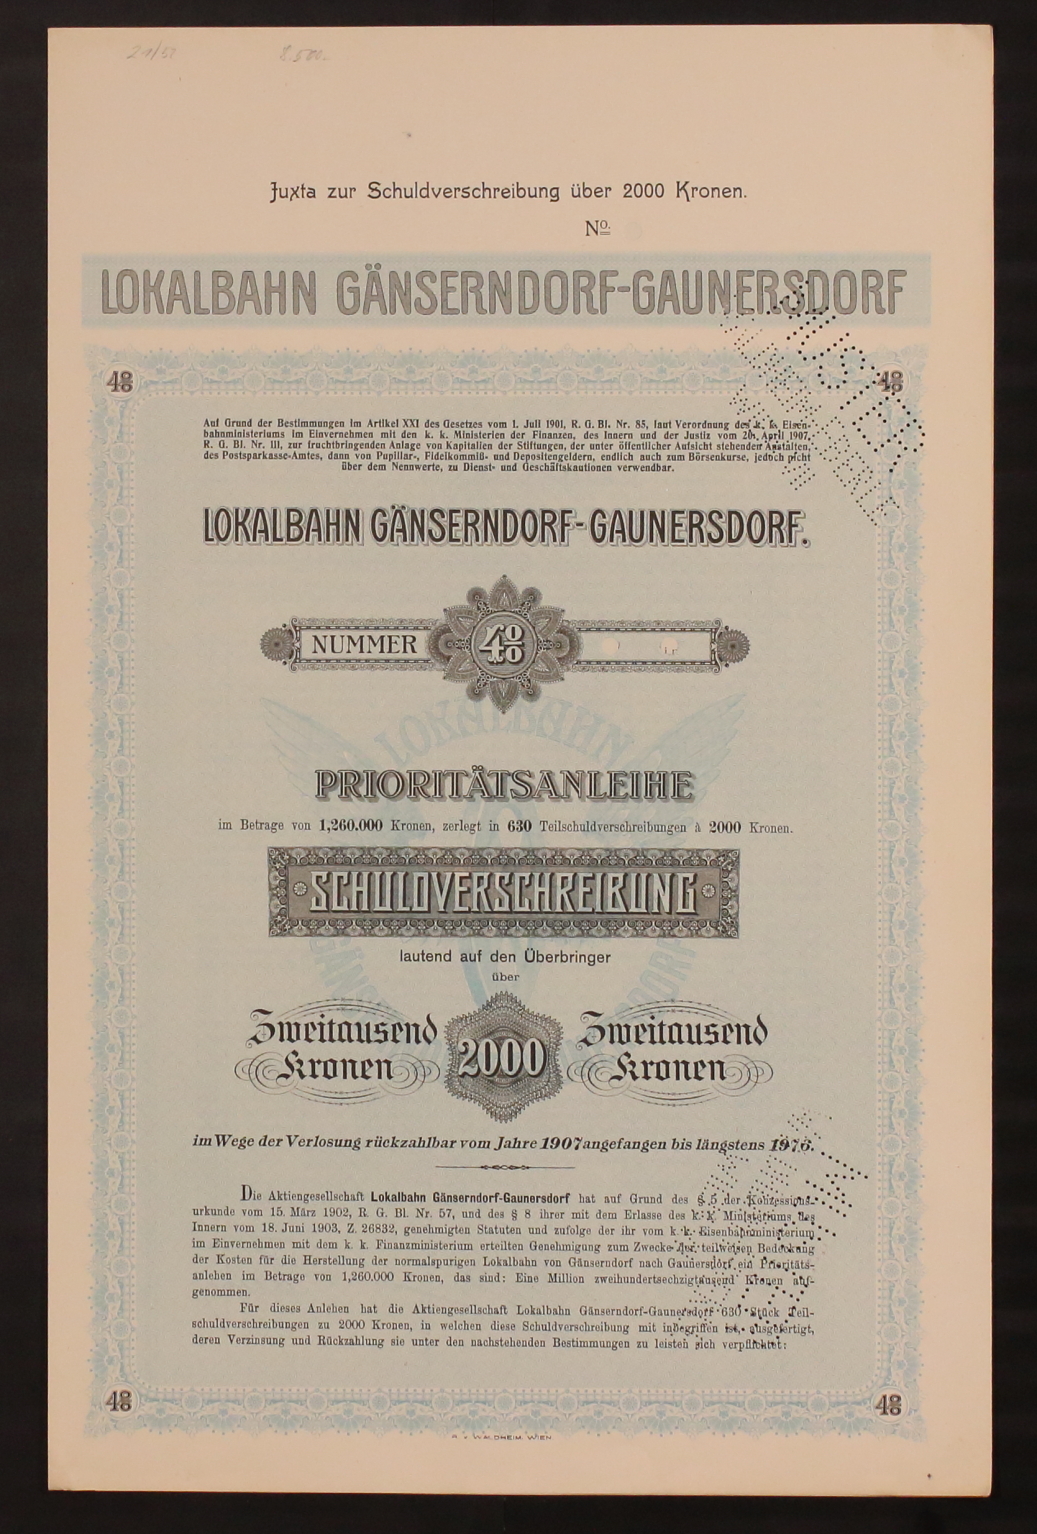 Juxta zur Schuldverschreibung über 2000 Kronen.
No.
LOKALBAHN GÄNSERNDORF-GAUNERSDORF
4%
4%
Auf Grund der Bestimmungen im Artikel XXI des Gesetzes vom 1. Juli 1901, R. G. Bl. Nr. 85, laut Verordnung des k. k. Eisen-
bahnministeriums im Einvernehmen mit den k. k. Ministerien der Finanzen, des Innern und der Justiz vom 20. April 1907,
R. G. Bl. Nr. 111, zur fruchtbringenden Anlage von Kapitalien der Stiftungen, der unter öffentlicher Aufsicht stehenden Anstalten,
des Postsparkasse-Amtes, dann von Pupillar-, Fideikommiß- und Depositengeldern, endlich auch zum Börsenkurse, jedoch nicht
über dem Nennwerte, zu Dienst- und Geschäftskautionen verwendbar.
LOKALBAHN GÄNSERNDORF-GAUNERSDORF.
NUMMER 4%
LOKALBAHN
PRIORITÄTSANLEIHE
im Betrage von 1,260.000 Kronen, zerlegt in 630 Teilschuldverschreibungen à 2000 Kronen.
SCHULDVERSCHREIBUNG
lautend auf den Überbringer
über
Zweitausend Kronen 2000 Zweitausend Kronen
im Wege der Verlosung rückzahlbar vom Jahre 1907 angefangen bis längstens 1976.
Die Aktiengesellschaft Lokalbahn Gänserndorf-Gaunersdorf hat auf Grund des § 5 der Konzessions-
urkunde vom 15. März 1902, R. G. Bl. Nr. 57, und des § 8 ihrer mit dem Erlasse des k. k. Ministeriums des
Innern vom 18. Juni 1903, Z. 26832, genehmigten Statuten und zufolge der ihr vom k. k. Eisenbahnministerium
im Einvernehmen mit dem k. k. Finanzministerium erteilten Genehmigung zum Zwecke der teilweisen Bedeckung
der Kosten für die Herstellung der normalspurigen Lokalbahn von Gänserndorf nach Gaunersdorf ein Prioritäts-
anlehen im Betrage von 1,260.000 Kronen, das sind: Eine Million zweihundertsechzigtausend Kronen auf-
genommen.
Für dieses Anlehen hat die Aktiengesellschaft Lokalbahn Gänserndorf-Gaunersdorf 630 Stück Teil-
schuldverschreibungen zu 2000 Kronen, in welchen diese Schuldverschreibung mit inbegriffen ist, ausgefertigt,
deren Verzinsung und Rückzahlung sie unter den nachstehenden Bestimmungen zu leisten sich verpflichtet:
4%
4%
R. v. WALDHEIM, WIEN